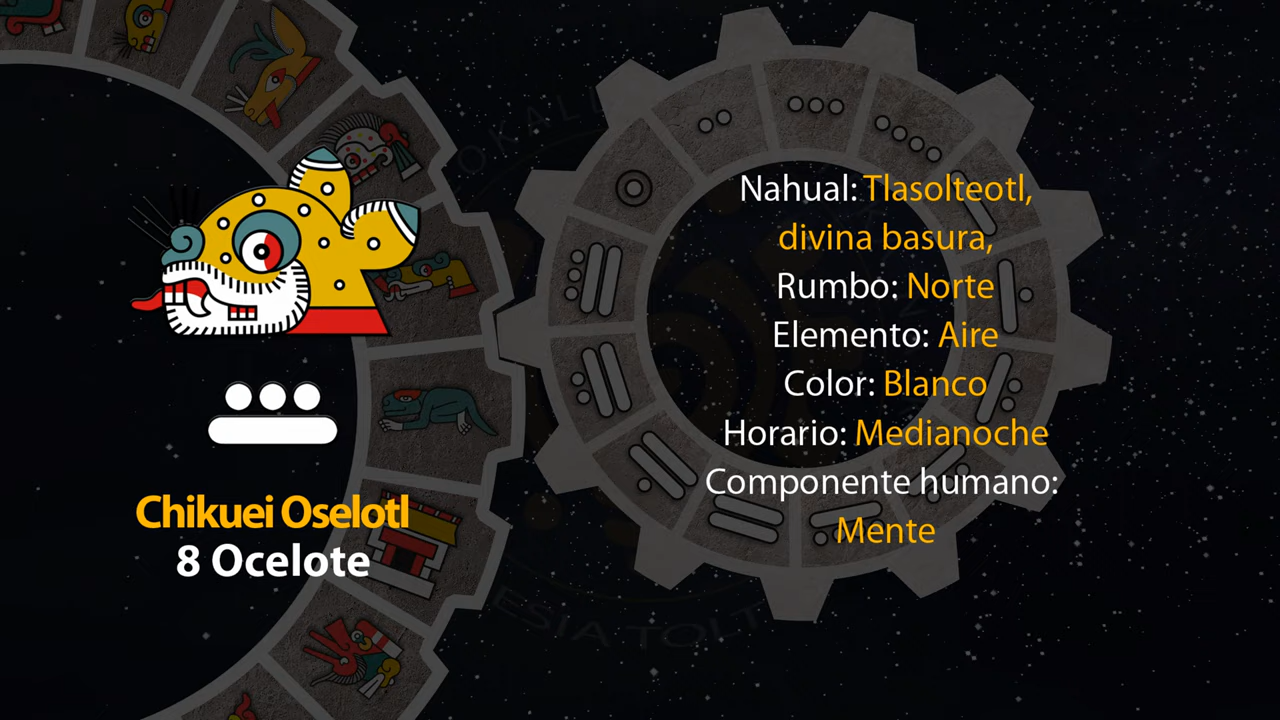 Chikuei Oselotl
8 Ocelote
Nahual: Tlasolteotl,
divina basura,
Rumbo: Norte
Elemento: Aire
Color: Blanco
Horario: Medianoche
Componente humano:
Mente